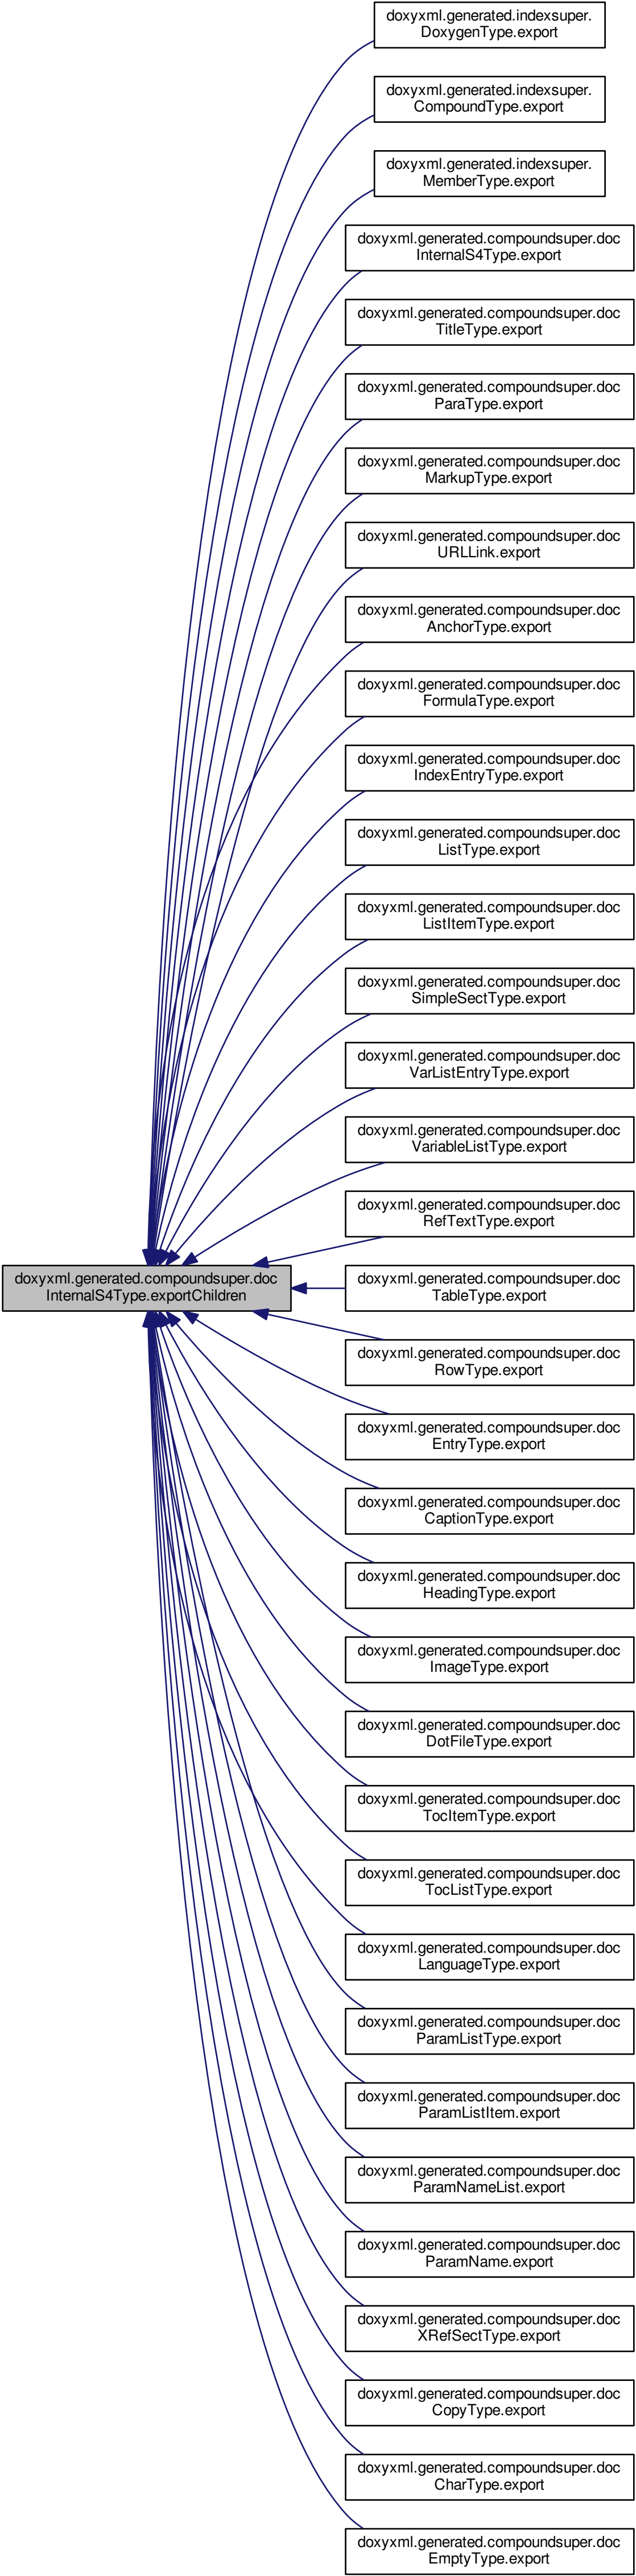 doxyxml.generated.indexsuper.
DoxygenType.export
doxyxml.generated.indexsuper.
CompoundType.export
doxyxml.generated.indexsuper.
MemberType.export
doxyxml.generated.compoundsuper.doc
InternalS4Type.export
doxyxml.generated.compoundsuper.doc
TitleType.export
doxyxml.generated.compoundsuper.doc
ParaType.export
doxyxml.generated.compoundsuper.doc
MarkupType.export
doxyxml.generated.compoundsuper.doc
URLLink.export
doxyxml.generated.compoundsuper.doc
AnchorType.export
doxyxml.generated.compoundsuper.doc
FormulaType.export
doxyxml.generated.compoundsuper.doc
IndexEntryType.export
doxyxml.generated.compoundsuper.doc
ListType.export
doxyxml.generated.compoundsuper.doc
ListItemType.export
doxyxml.generated.compoundsuper.doc
SimpleSectType.export
doxyxml.generated.compoundsuper.doc
VarListEntryType.export
doxyxml.generated.compoundsuper.doc
VariableListType.export
doxyxml.generated.compoundsuper.doc
RefTextType.export
doxyxml.generated.compoundsuper.doc
InternalS4Type.exportChildren
doxyxml.generated.compoundsuper.doc
TableType.export
doxyxml.generated.compoundsuper.doc
RowType.export
doxyxml.generated.compoundsuper.doc
EntryType.export
doxyxml.generated.compoundsuper.doc
CaptionType.export
doxyxml.generated.compoundsuper.doc
HeadingType.export
doxyxml.generated.compoundsuper.doc
ImageType.export
doxyxml.generated.compoundsuper.doc
DotFileType.export
doxyxml.generated.compoundsuper.doc
TocItemType.export
doxyxml.generated.compoundsuper.doc
TocListType.export
doxyxml.generated.compoundsuper.doc
LanguageType.export
doxyxml.generated.compoundsuper.doc
ParamListType.export
doxyxml.generated.compoundsuper.doc
ParamListItem.export
doxyxml.generated.compoundsuper.doc
ParamNameList.export
doxyxml.generated.compoundsuper.doc
ParamName.export
doxyxml.generated.compoundsuper.doc
XRefSectType.export
doxyxml.generated.compoundsuper.doc
CopyType.export
doxyxml.generated.compoundsuper.doc
CharType.export
doxyxml.generated.compoundsuper.doc
EmptyType.export